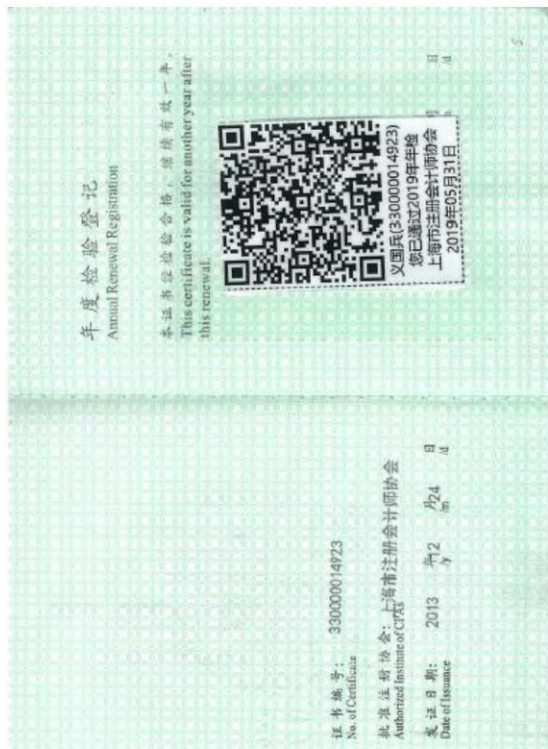 年度检验登记
Annual Renewal Registration
本证书经检验合格，继续有效一年。
This certificate is valid for another year after
this renewal.
义国兵(330000014923)
您已通过2019年年检
上海市注册会计师协会
2019年05月31日
日
/d
5
证书编号： 330000014923
No. of Certificate
批准注册协会： 上海市注册会计师协会
Authorized Institute of CPAs
发证日期： 2013 年12 月24 日
Date of Issuance /y /m /d